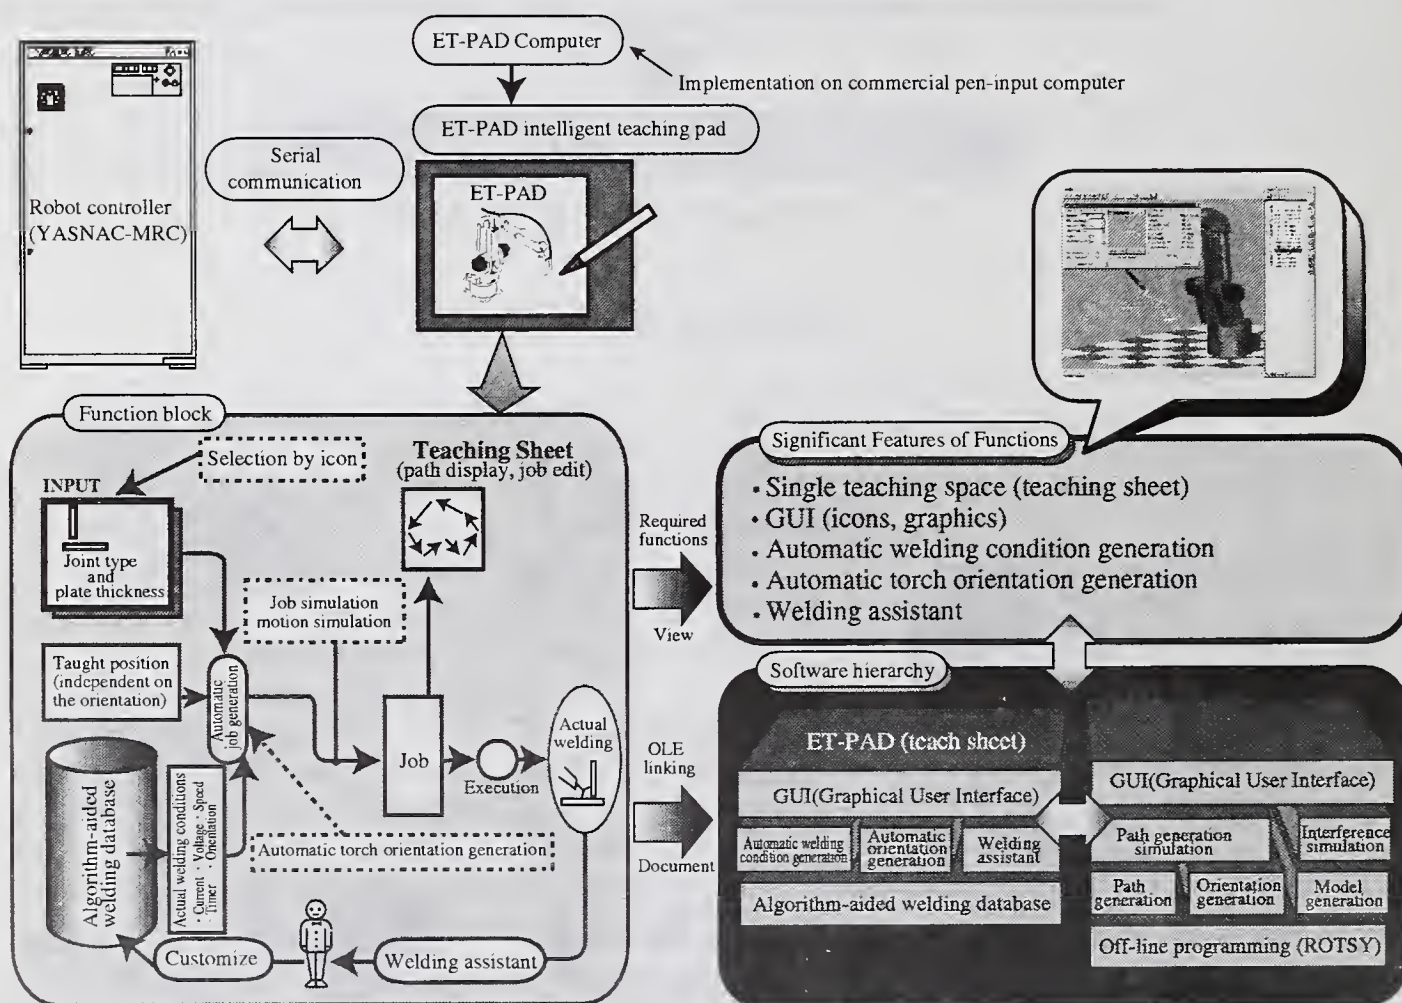 ET-PAD Computer
Implementation on commercial pen-input computer
ET-PAD intelligent teaching pad
Serial
communication
ET-PAD
Robot controller
(YASNAC-MRC)
Function block
Selection by icon
Teaching Sheet
(path display, job edit)
INPUT
Joint type
and
plate thickness
Job simulation
motion simulation
Taught position
(independent on
the orientation)
Automatic
job generation
Job
Execution
Actual
welding
Algorithm-aided
welding database
Actual welding conditions
· Current · Voltage · Speed
· Timer · Orientation
Automatic torch orientation generation
Customize
Welding assistant
Required
functions
View
OLE
linking
Document
Significant Features of Functions
· Single teaching space (teaching sheet)
· GUI (icons, graphics)
· Automatic welding condition generation
· Automatic torch orientation generation
· Welding assistant
Software hierarchy
ET-PAD (teach sheet)
GUI(Graphical User Interface)
Automatic welding
condition generation
Automatic
orientation
generation
Welding
assistant
Algorithm-aided welding database
GUI(Graphical User Interface)
Path generation
simulation
Interference
simulation
Path
generation
Orientation
generation
Model
generation
Off-line programming (ROTSY)